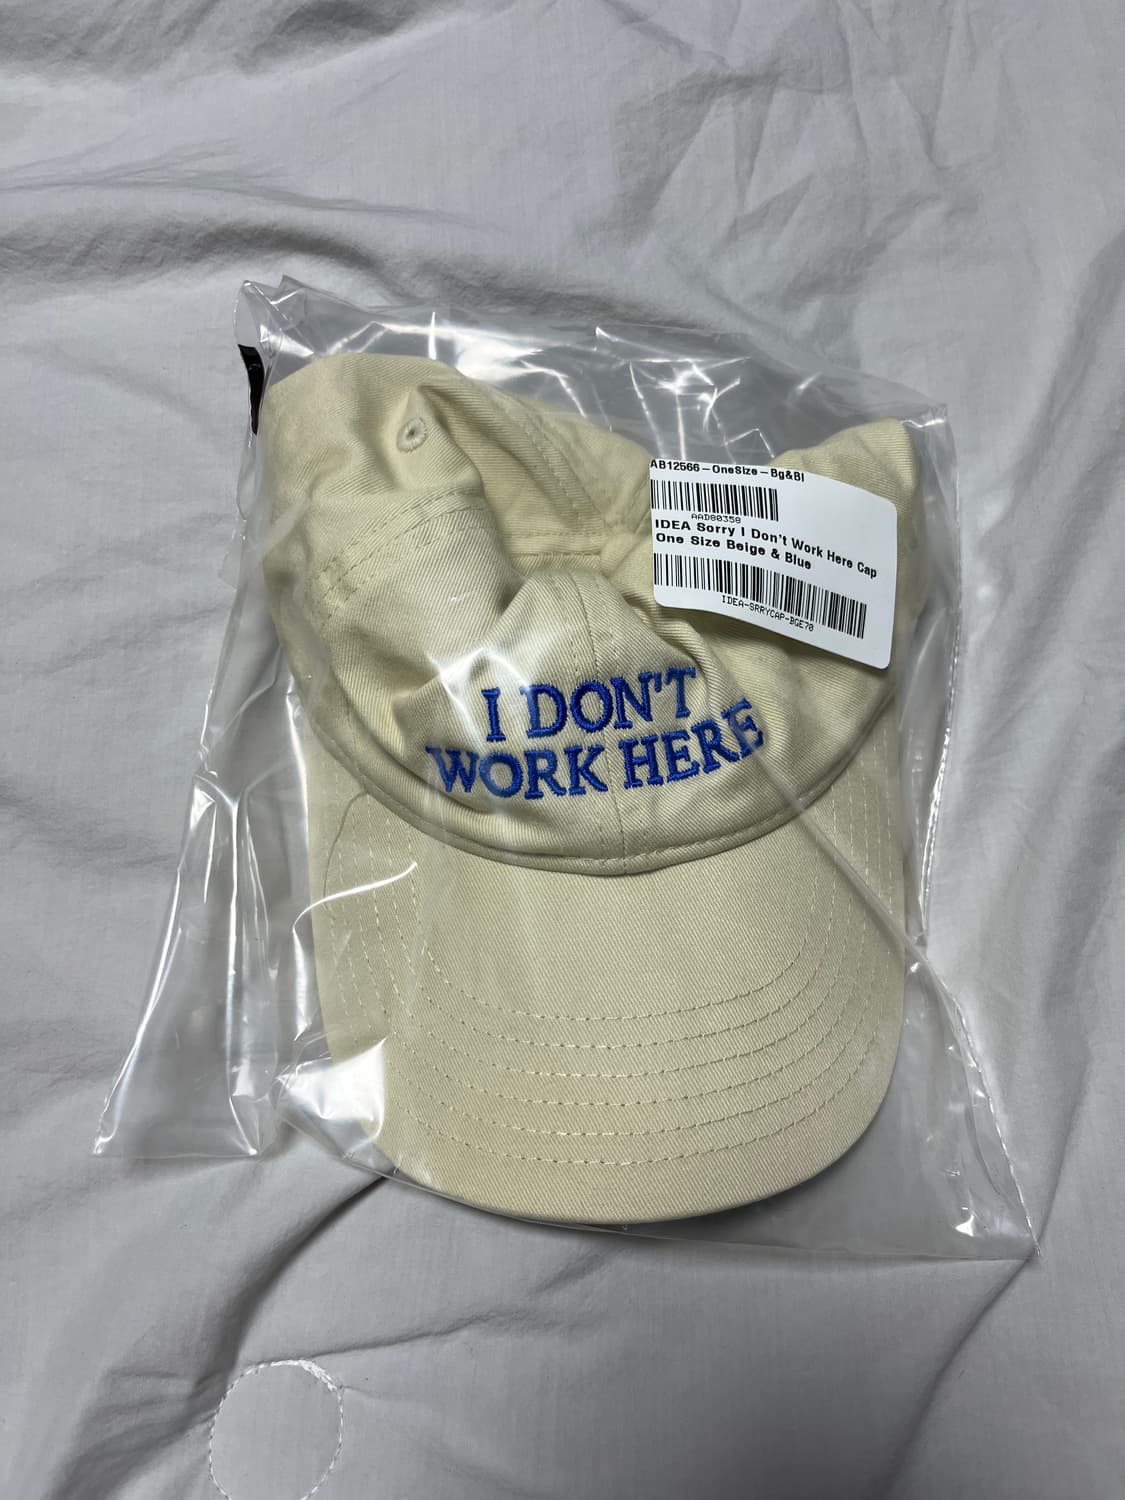 AB12566-OneSize-Bg&Bl
AAD80358
IDEA Sorry I Don't Work Here Cap
One Size Beige & Blue
IDEA-SRRYCAP-BGE70
I DON'T
WORK HERE